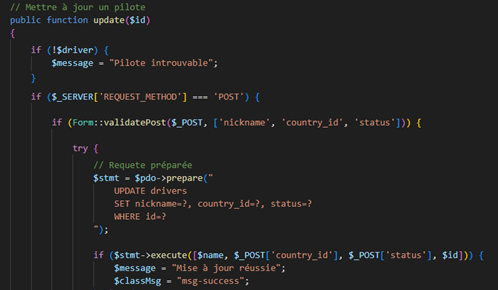 // Mettre à jour un pilote
public function update($id)
{
if (!$driver) {
$message = "Pilote introuvable";
}
if ($_SERVER['REQUEST_METHOD'] === 'POST') {
if (Form::validatePost($_POST, ['nickname', 'country_id', 'status'])) {
try {
// Requete préparée
$stmt = $pdo->prepare("
UPDATE drivers
SET nickname=?, country_id=?, status=?
WHERE id=?
");
if ($stmt->execute([$name, $_POST['country_id'], $_POST['status'], $id])) {
$message = "Mise à jour réussie";
$classMsg = "msg-success";